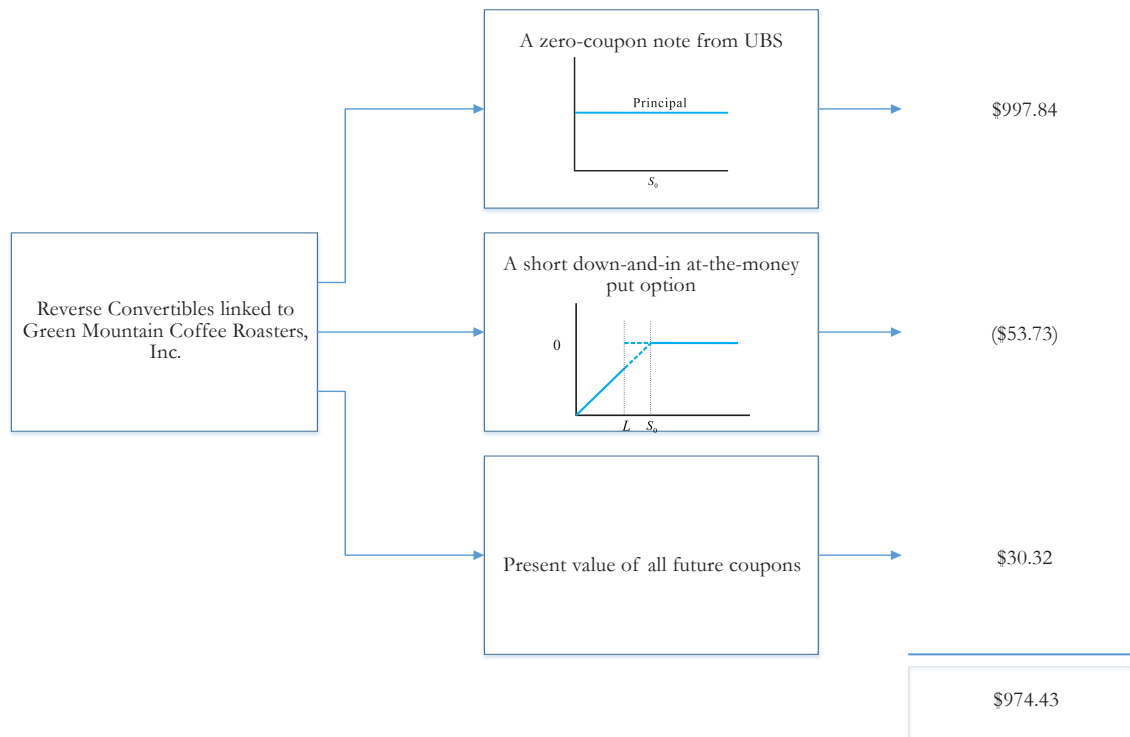 A zero-coupon note from UBS
Principal
S₀
$997.84
Reverse Convertibles linked to
Green Mountain Coffee Roasters,
Inc.
A short down-and-in at-the-money
put option
0
L S₀
($53.73)
Present value of all future coupons
$30.32
$974.43